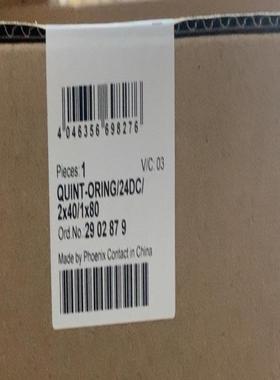 4 046356 698276
Pieces: 1 V/C: 03
QUINT-ORING/24DC/
2x40/1x80
Ord.No. 29 02 87 9
Made by Phoenix Contact in China